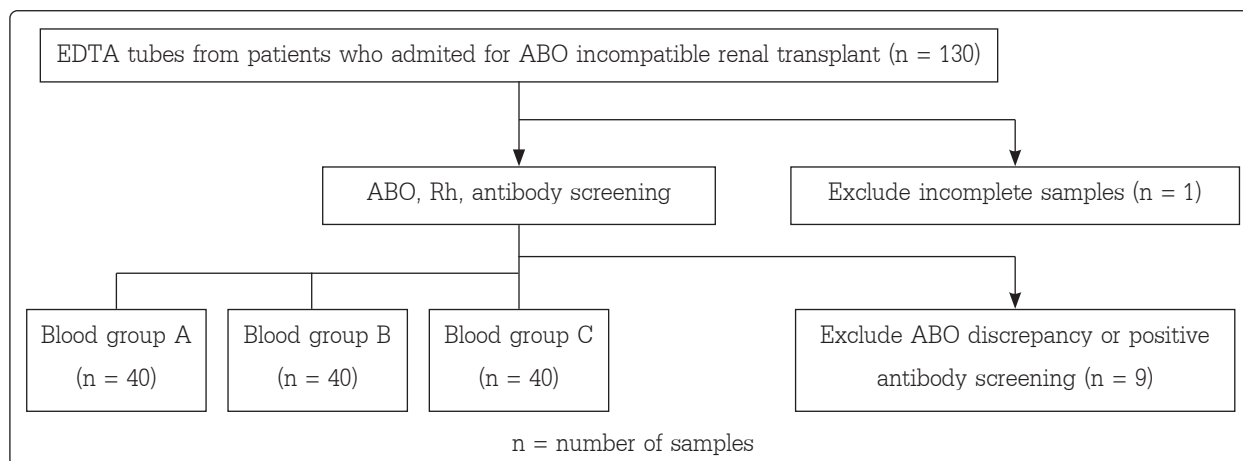 EDTA tubes from patients who admited for ABO incompatible renal transplant (n = 130)
ABO, Rh, antibody screening
Exclude incomplete samples (n = 1)
Blood group A
(n = 40)
Blood group B
(n = 40)
Blood group C
(n = 40)
Exclude ABO discrepancy or positive
antibody screening (n = 9)
n = number of samples